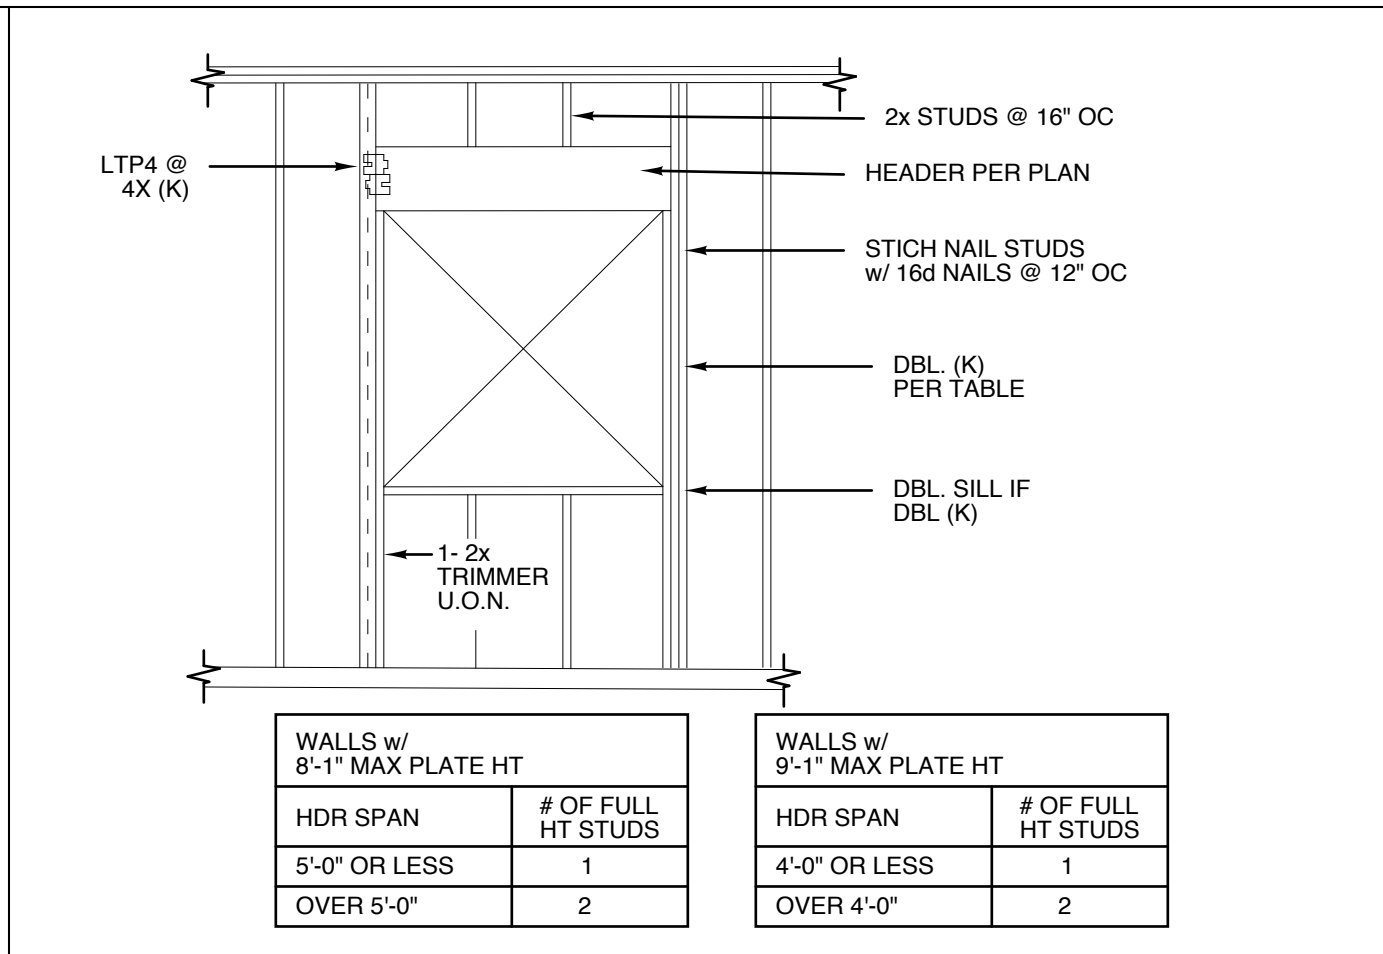 2x STUDS @ 16" OC
LTP4 @
4X (K)
HEADER PER PLAN
STICH NAIL STUDS
w/ 16d NAILS @ 12" OC
DBL. (K)
PER TABLE
DBL. SILL IF
DBL (K)
1- 2x
TRIMMER
U.O.N.
WALLS w/
8'-1" MAX PLATE HT
HDR SPAN
# OF FULL
HT STUDS
5'-0" OR LESS 1
OVER 5'-0" 2
WALLS w/
9'-1" MAX PLATE HT
HDR SPAN
# OF FULL
HT STUDS
4'-0" OR LESS 1
OVER 4'-0" 2